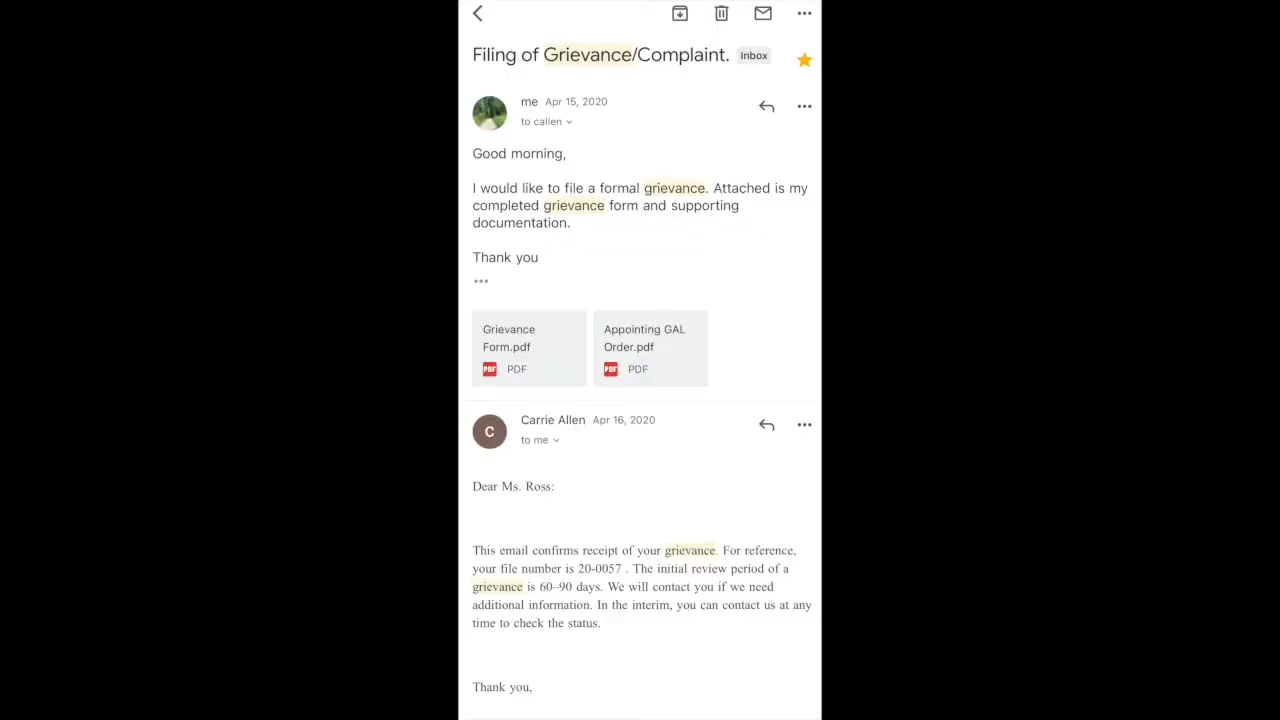 Filing of Grievance/Complaint. Inbox
me Apr 15, 2020
to callen
Good morning,
I would like to file a formal grievance. Attached is my
completed grievance form and supporting
documentation.
Thank you
Grievance
Form.pdf
PDF PDF
Appointing GAL
Order.pdf
PDF PDF
C
Carrie Allen Apr 16, 2020
to me
Dear Ms. Ross:
This email confirms receipt of your grievance. For reference,
your file number is 20-0057 . The initial review period of a
grievance is 60–90 days. We will contact you if we need
additional information. In the interim, you can contact us at any
time to check the status.
Thank you,